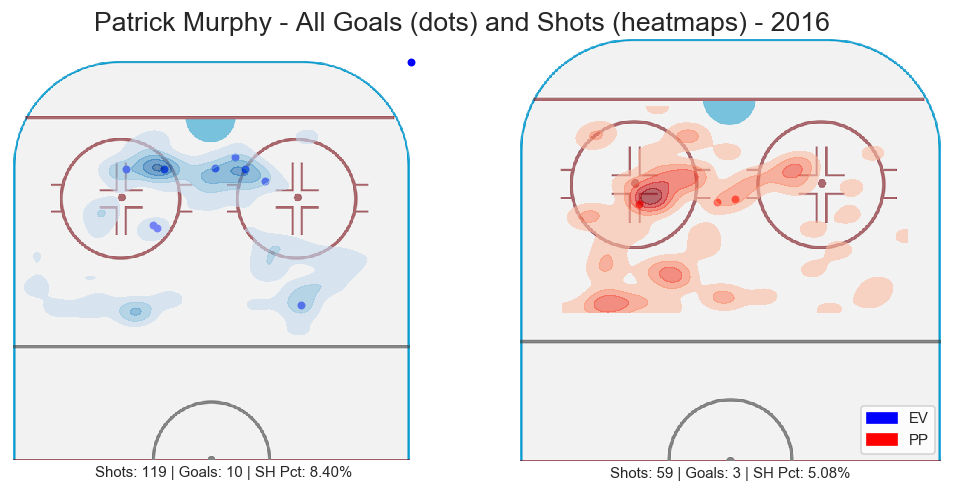 Patrick Murphy - All Goals (dots) and Shots (heatmaps) - 2016
EV
PP
Shots: 119 | Goals: 10 | SH Pct: 8.40%
Shots: 59 | Goals: 3 | SH Pct: 5.08%